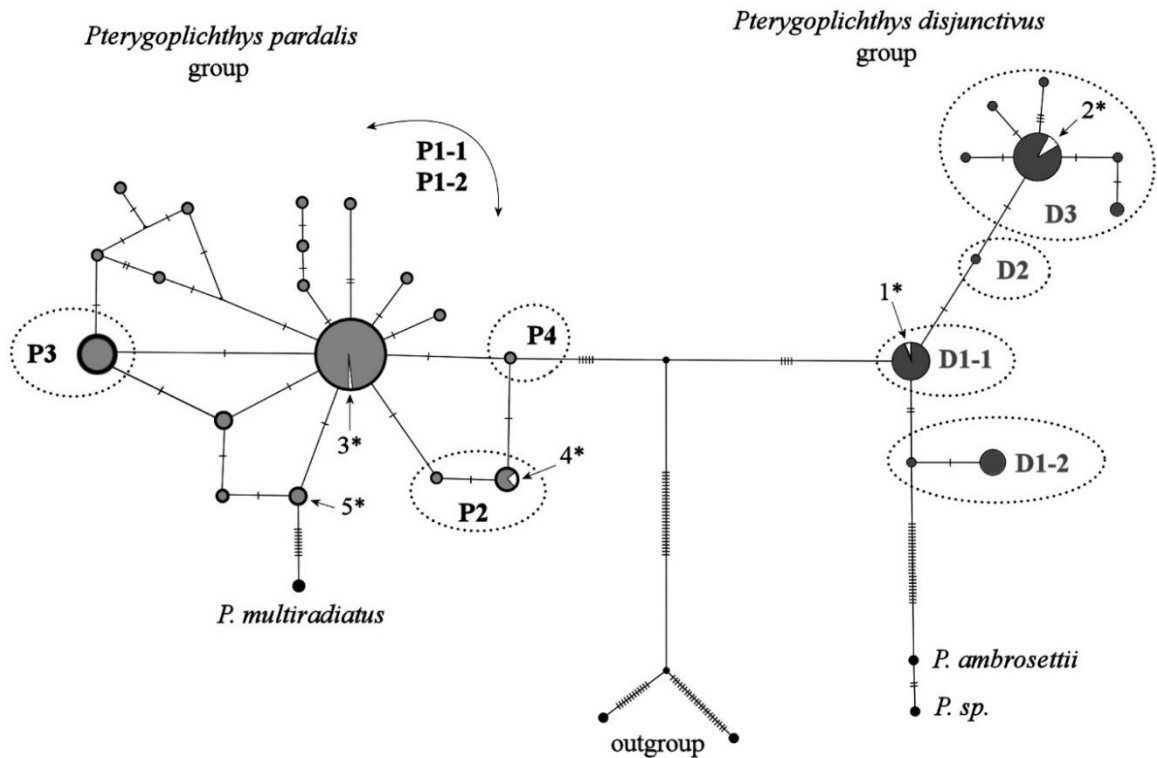 Pterygoplichthys pardalis
group
Pterygoplichthys disjunctivus
group
P1-1
P1-2
2*
D3
D2
1*
P3
P4
D1-1
3*
4*
D1-2
5*
P2
P. multiradiatus
P. ambrosettii
P. sp.
outgroup